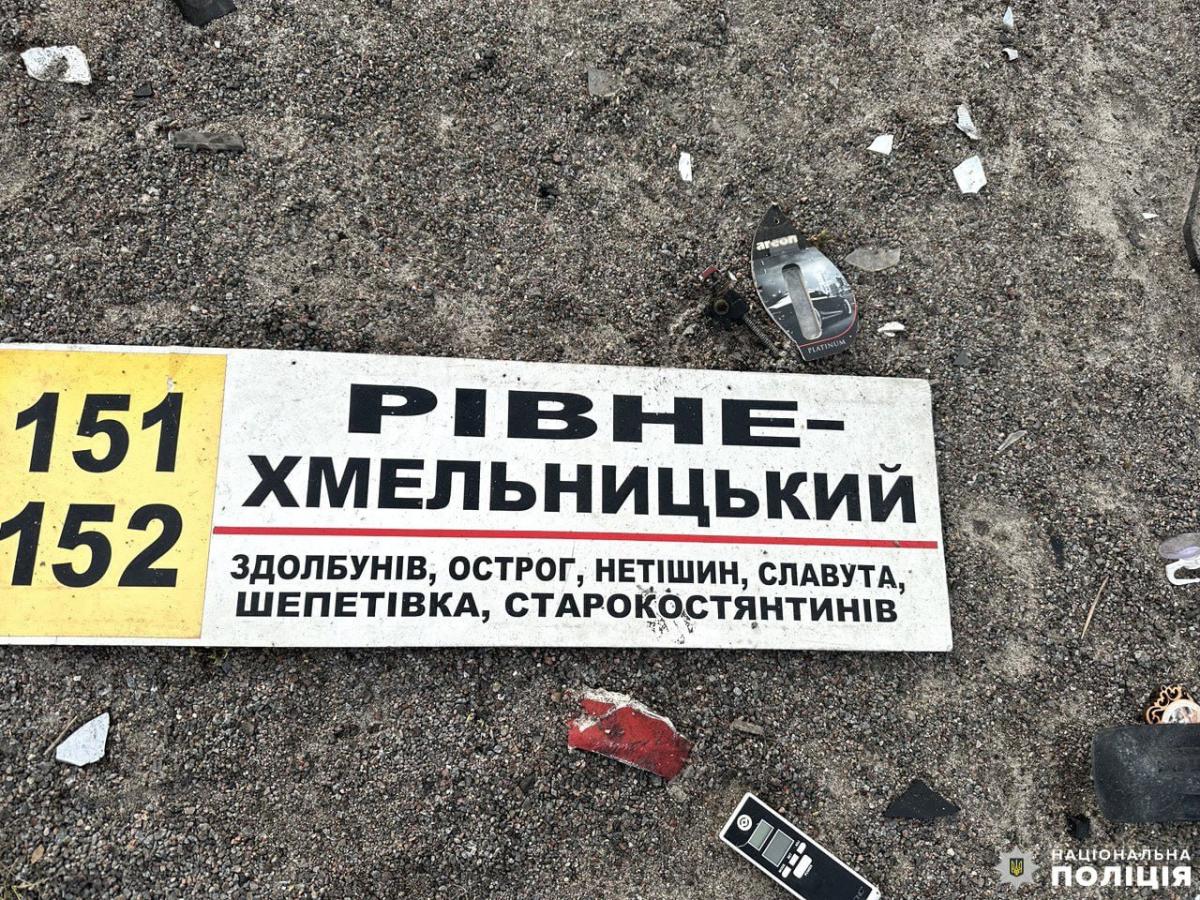 areon
PLATINUM
151
152
РІВНЕ-
ХМЕЛЬНИЦЬКИЙ
ЗДОЛБУНІВ, ОСТРОГ, НЕТІШИН, СЛАВУТА,
ШЕПЕТІВКА, СТАРОКОСТЯНТИНІВ
НАЦІОНАЛЬНА
ПОЛІЦІЯ